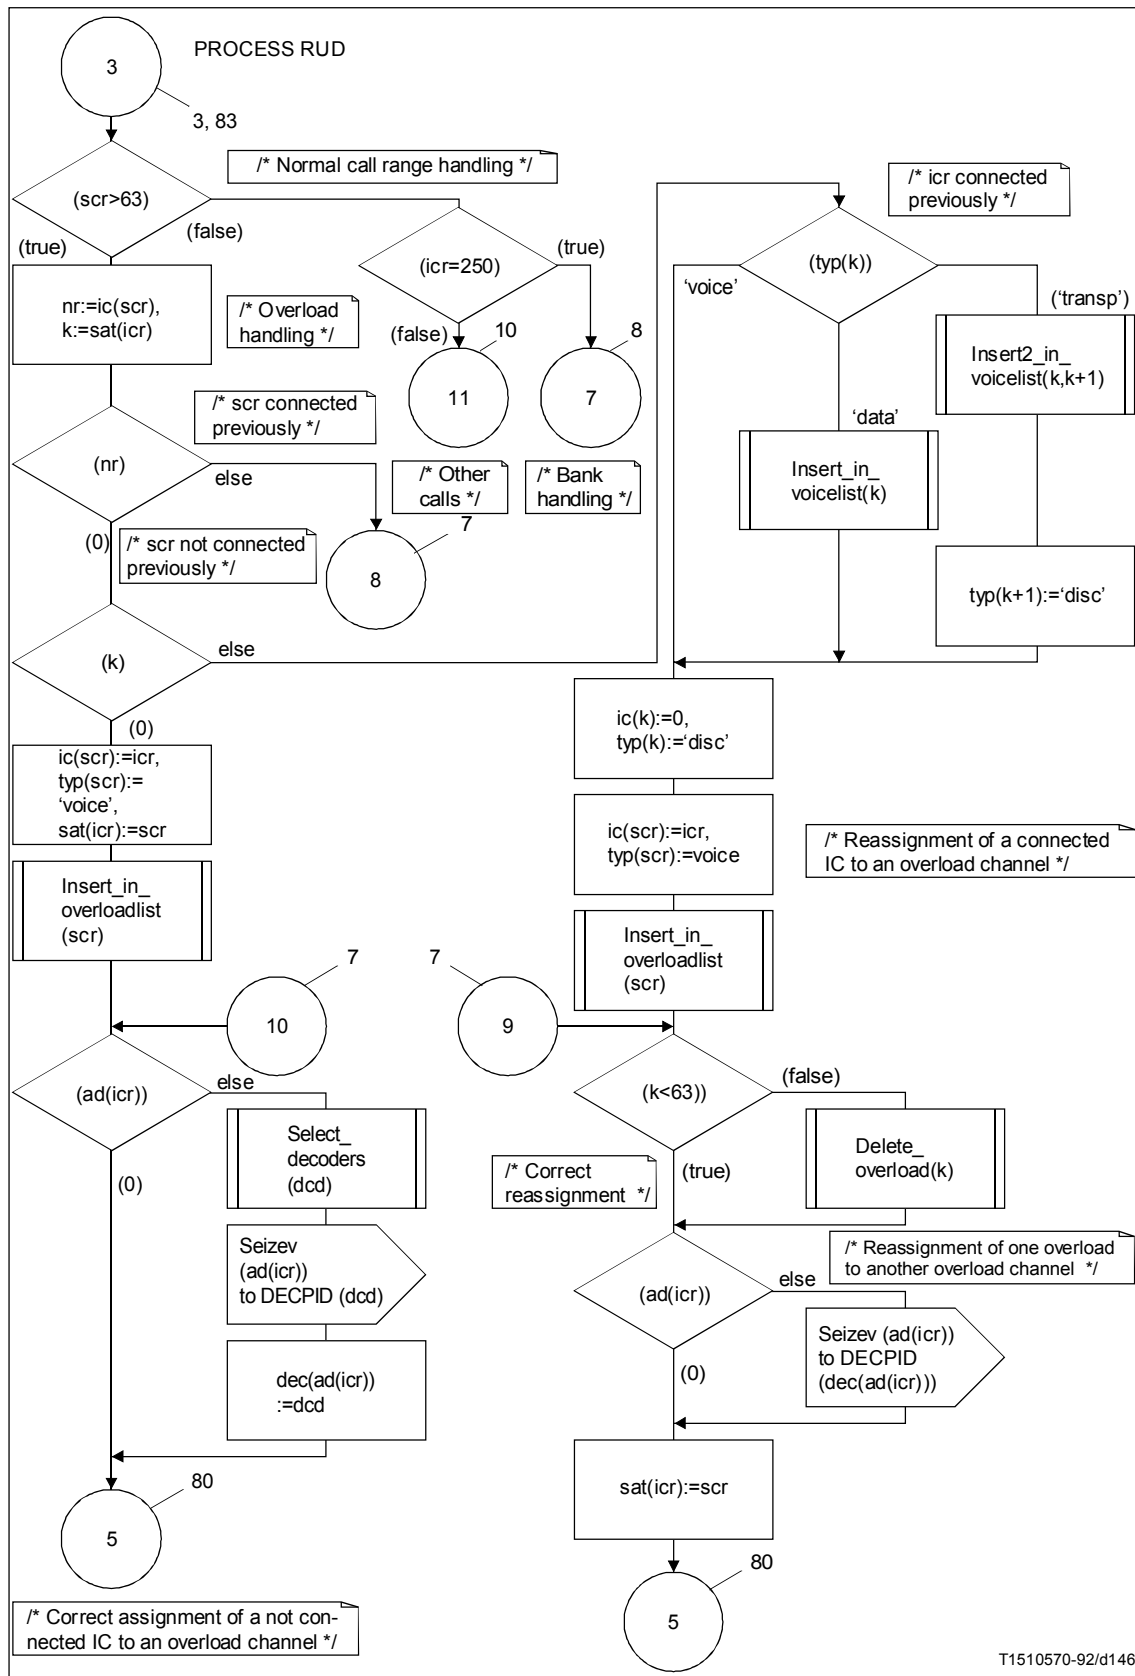 PROCESS RUD
3
3, 83
/* Normal call range handling */
(scr>63)
(true)
(false)
(icr=250)
(true)
(false)
nr:=ic(scr),
k:=sat(icr)
/* Overload
handling */
10
11
8
7
/* Other
calls */
/* Bank
handling */
/* scr connected
previously */
(nr)
else
(0)
/* scr not connected
previously */
7
8
(k)
else
(0)
ic(scr):=icr,
typ(scr):=
‘voice’,
sat(icr):=scr
Insert_in_
overloadlist
(scr)
7
10
(ad(icr))
else
(0)
Select_
decoders
(dcd)
Seizev
(ad(icr))
to DECPID (dcd)
dec(ad(icr))
:=dcd
80
5
/* Correct assignment of a not con-
nected IC to an overload channel */
/* icr connected
previously */
(typ(k))
‘voice’
(‘transp’)
‘data’
Insert2_in_
voicelist(k,k+1)
Insert_in_
voicelist(k)
typ(k+1):=‘disc’
ic(k):=0,
typ(k):=‘disc’
ic(scr):=icr,
typ(scr):=voice
/* Reassignment of a connected
IC to an overload channel */
Insert_in_
overloadlist
(scr)
7
9
(k<63))
(false)
(true)
Delete_
overload(k)
/* Correct
reassignment */
/* Reassignment of one overload
to another overload channel */
(ad(icr))
else
(0)
Seizev (ad(icr))
to DECPID
(dec(ad(icr)))
sat(icr):=scr
80
5
T1510570-92/d146